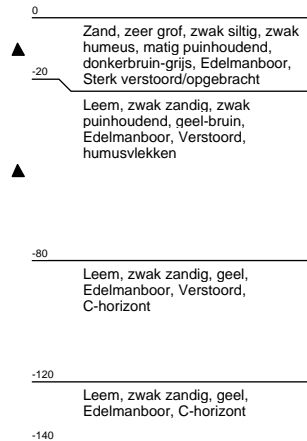 0
Zand, zeer grof, zwak siltig, zwak
humeus, matig puinhoudend,
donkerbruin-grijs, Edelmanboor,
Sterk verstoord/opgebracht
-20
Leem, zwak zandig, zwak
puinhoudend, geel-bruin,
Edelmanboor, Verstoord,
humusvlekken
-80
Leem, zwak zandig, geel,
Edelmanboor, Verstoord,
C-horizont
-120
Leem, zwak zandig, geel,
Edelmanboor, C-horizont
-140